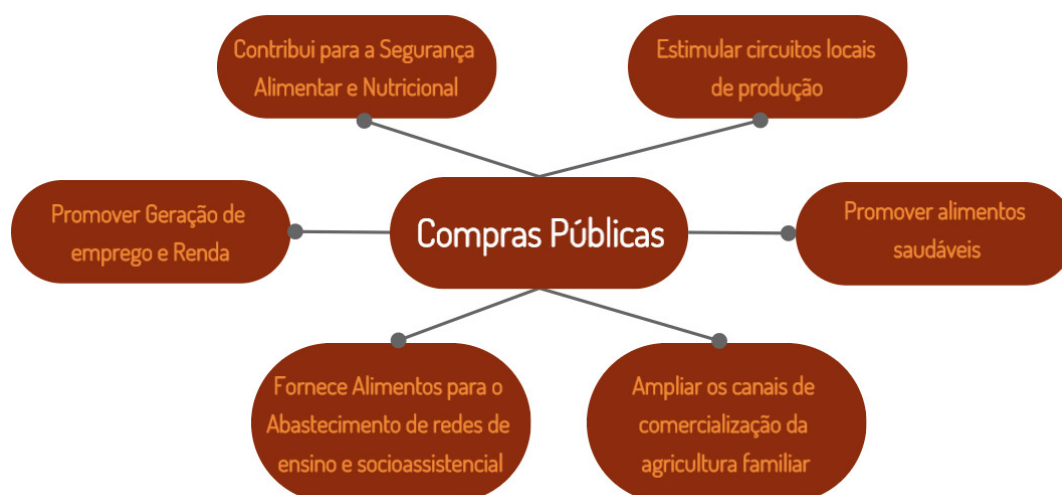 Contribui para a Segurança
Alimentar e Nutricional
Estimular circuitos locais
de produção
Promover Geração de
emprego e Renda
Compras Públicas
Promover alimentos
saudáveis
Fornece Alimentos para o
Abastecimento de redes de
ensino e socioassistencial
Ampliar os canais de
comercialização da
agricultura familiar